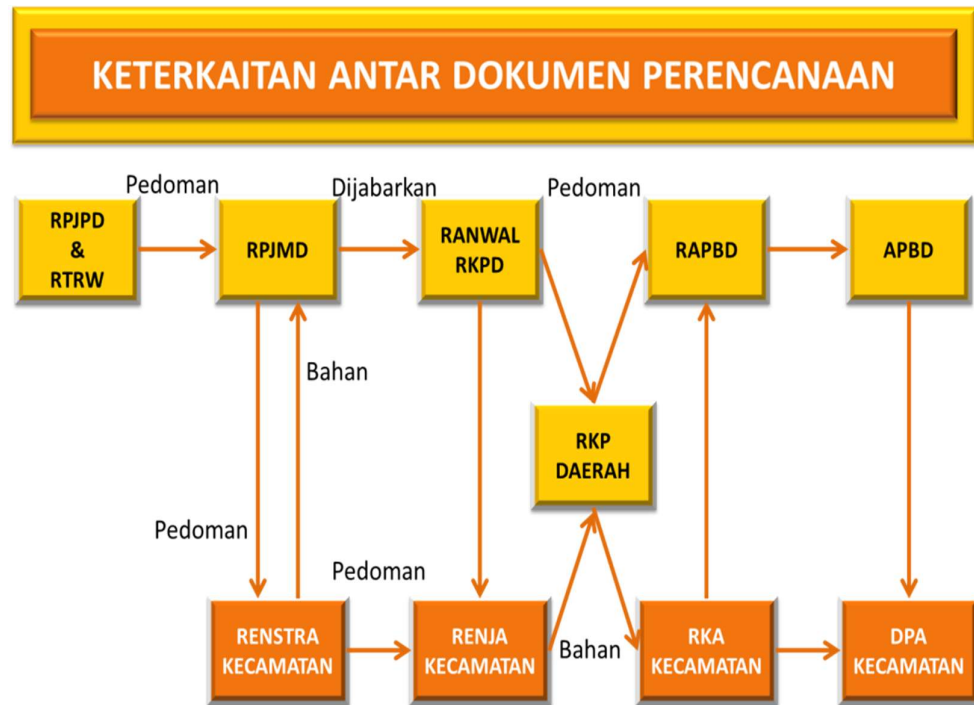 KETERKAITAN ANTAR DOKUMEN PERENCANAAN
Pedoman
Dijabarkan
Pedoman
RPJPD
&
RTRW
RPJMD
RANWAL
RKPD
RAPBD
APBD
Bahan
RKP
DAERAH
Pedoman
Pedoman
Bahan
RENSTRA
KECAMATAN
RENJA
KECAMATAN
RKA
KECAMATAN
DPA
KECAMATAN